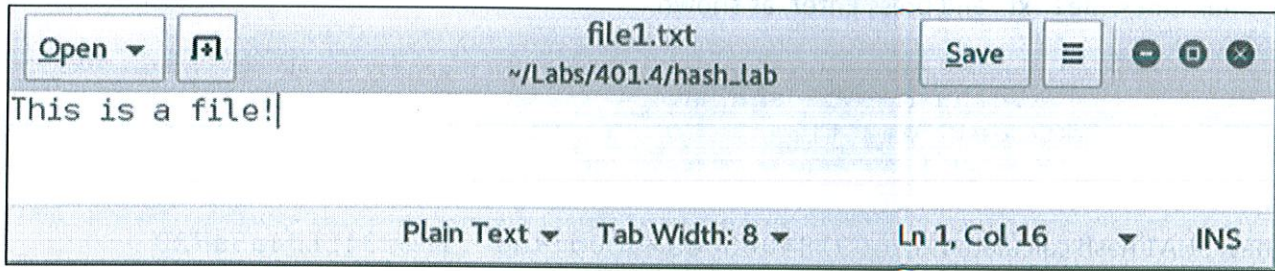 Open
file1.txt
~/Labs/401.4/hash_lab
Save
This is a file!
Plain Text Tab Width: 8 Ln 1, Col 16 INS